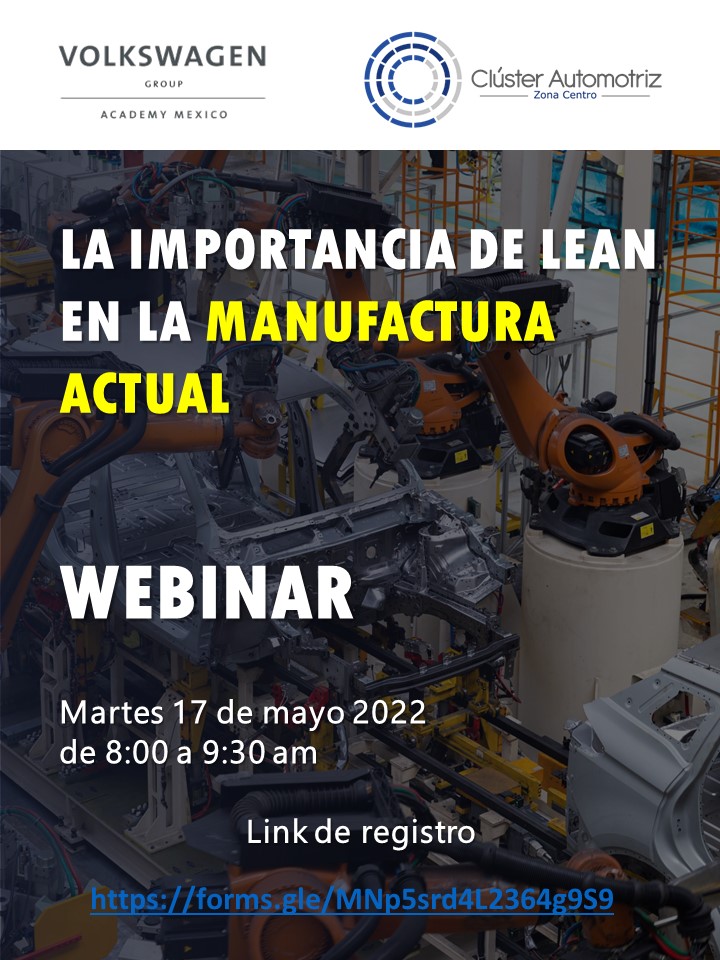 VOLKSWAGEN
GROUP
ACADEMY MEXICO
Clúster Automotriz
Zona Centro
LA IMPORTANCIA DE LEAN
EN LA MANUFACTURA
ACTUAL
WEBINAR
Martes 17 de mayo 2022
de 8:00 a 9:30 am
Link de registro
https://forms.gle/MNp5srd4L2364g9S9